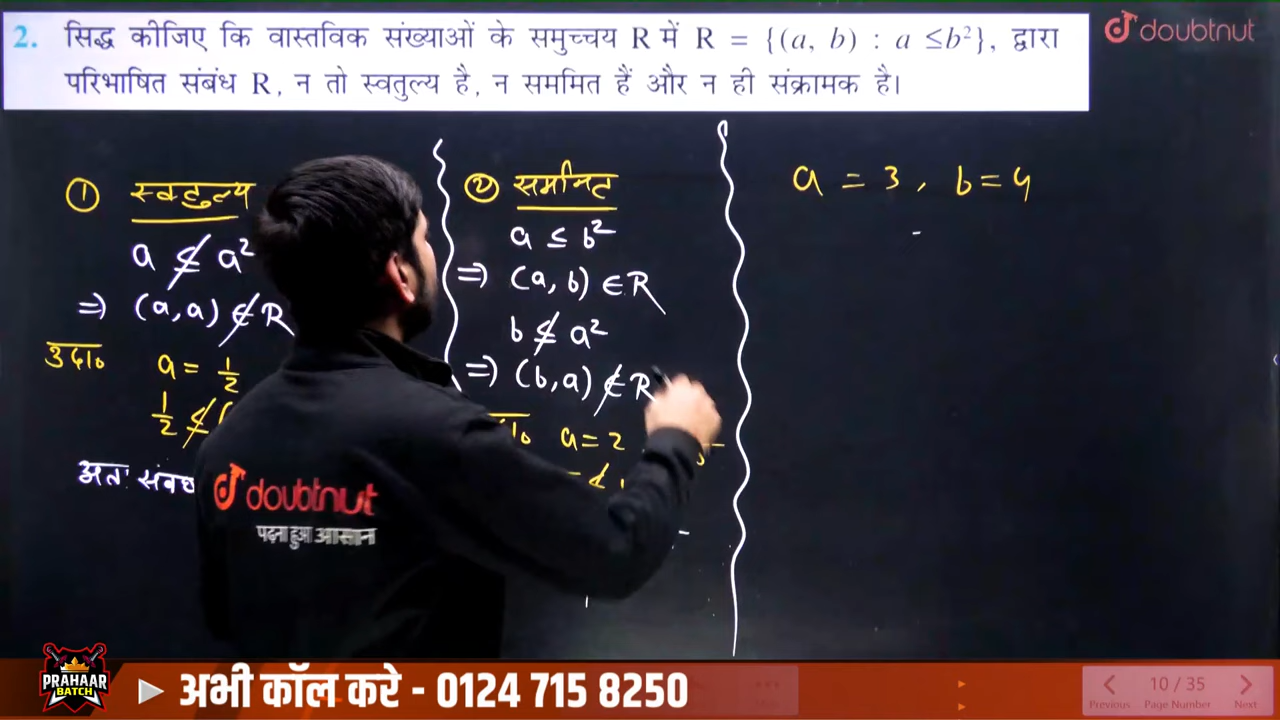 2. सिद्ध कीजिए कि वास्तविक संख्याओं के समुच्चय R में R = {(a, b) : a ≤b²}, द्वारा
परिभाषित संबंध R, न तो स्वतुल्य है, न सममित हैं और न ही संक्रामक है।
doubtnut
① स्वतुल्य
a ≰ a²
⇒ (a,a) ∉ R
उदा० a = 1/2
1/2 ≰
अतः संबंध
② सममित
a ≤ b²
⇒ (a, b) ∈ R
b ≰ a²
⇒ (b,a) ∉ R
a = 2
a = 3, b = 4
doubtnut
पढ़ना हुआ आसान
PRAHAAR
BATCH
अभी कॉल करे - 0124 715 8250
10 / 35
Previous Page Number Next